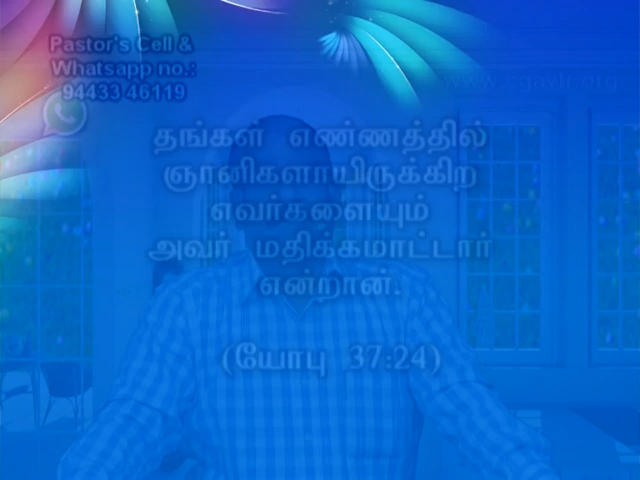 Pastor's Cell &
Whatsapp no.:
94433 46119
தங்கள் எண்ணத்தில்
ஞானிகளாயிருக்கிற
எவர்களையும்
அவர் மதிக்கமாட்டார்
என்றான்.
(யோபு 37:24)